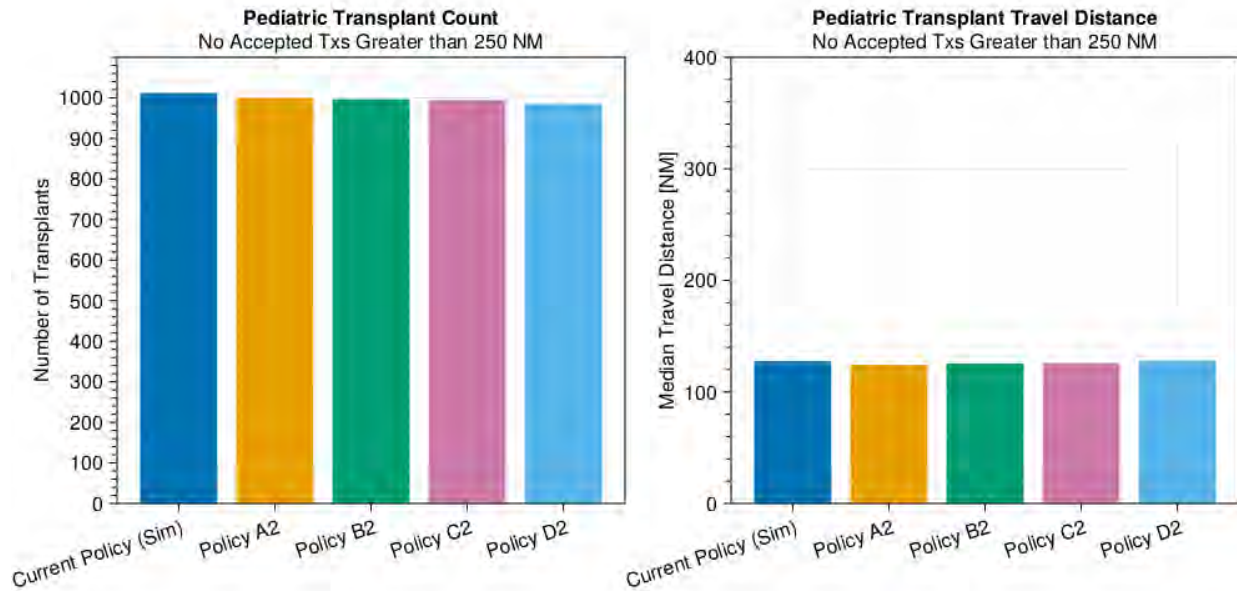 Pediatric Transplant Count
No Accepted Txs Greater than 250 NM
Number of Transplants
1000
900
800
700
600
500
400
300
200
100
0
Current Policy (Sim)
Policy A2
Policy B2
Policy C2
Policy D2
Pediatric Transplant Travel Distance
No Accepted Txs Greater than 250 NM
Median Travel Distance [NM]
400
300
200
100
0
Current Policy (Sim)
Policy A2
Policy B2
Policy C2
Policy D2